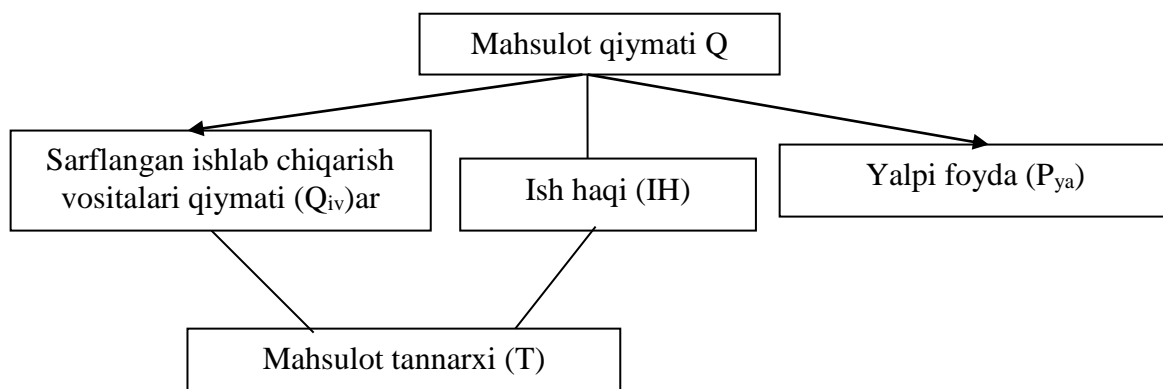 Mahsulot qiymati Q
Sarflangan ishlab chiqarish
vositalari qiymati (Qiv)ar
Ish haqi (IH)
Yalpi foyda (Pya)
Mahsulot tannarxi (T)